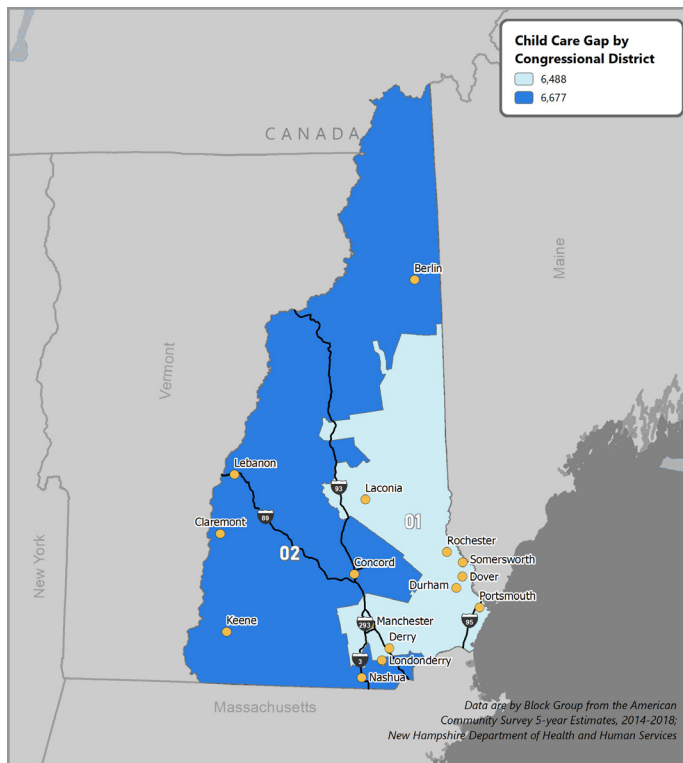 Child Care Gap by
Congressional District
6,488
6,677
CANADA
Berlin
Maine
Vermont
Lebanon
93
Laconia
89
01
Claremont
02
Rochester
Somersworth
New York
Concord
Dover
Durham
Portsmouth
Keene
293
Manchester
95
Derry
3
Londonderry
Nashua
Massachusetts
Data are by Block Group from the American
Community Survey 5-year Estimates, 2014-2018;
New Hampshire Department of Health and Human Services